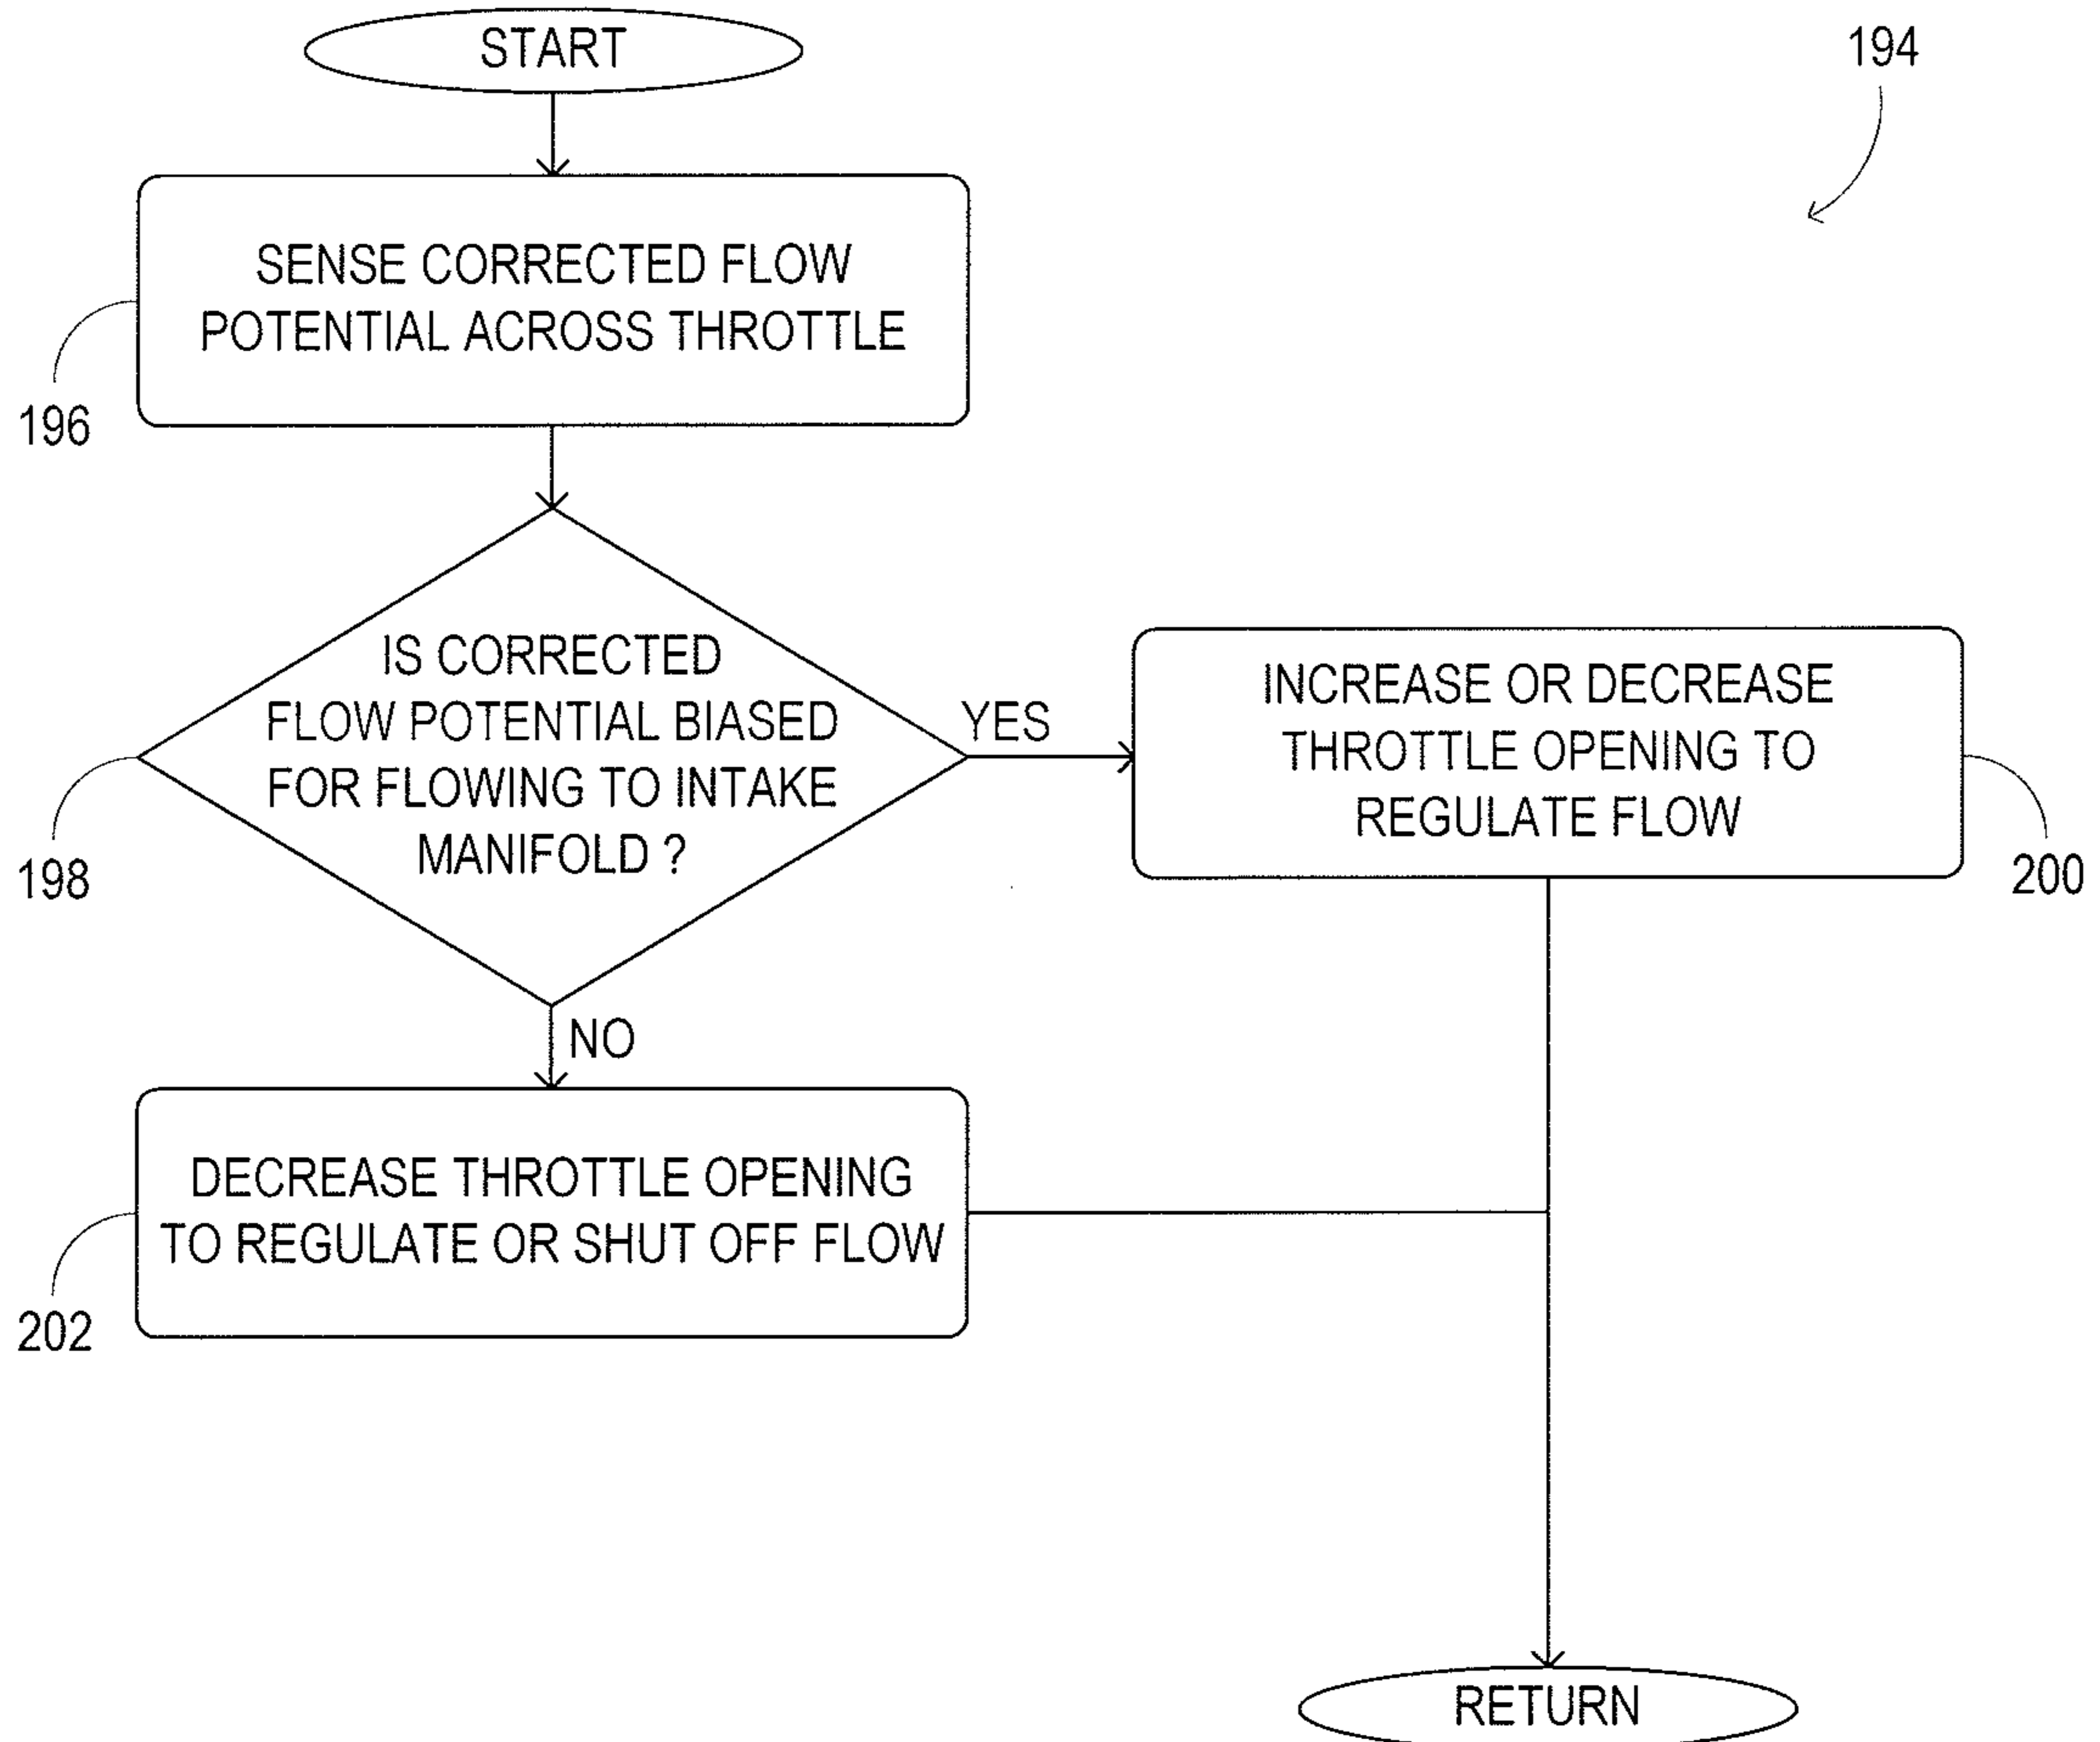 START
194
SENSE CORRECTED FLOW
POTENTIAL ACROSS THROTTLE
196
IS CORRECTED
FLOW POTENTIAL BIASED
FOR FLOWING TO INTAKE
MANIFOLD ?
198
YES
INCREASE OR DECREASE
THROTTLE OPENING TO
REGULATE FLOW
200
NO
DECREASE THROTTLE OPENING
TO REGULATE OR SHUT OFF FLOW
202
RETURN